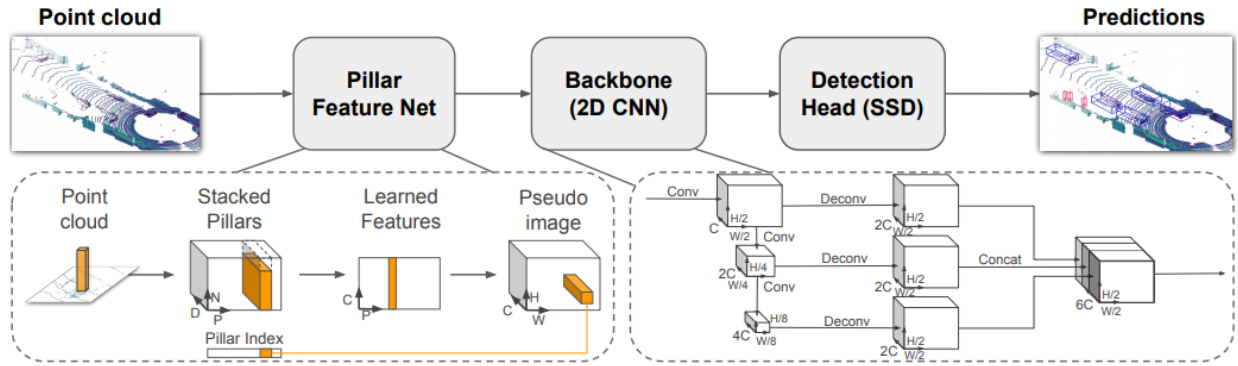 Point cloud
Predictions
Pillar
Feature Net
Backbone
(2D CNN)
Detection
Head (SSD)
Point
cloud
Stacked
Pillars
Learned
Features
Pseudo
image
N
D
P
C
P
H
C
W
Pillar Index
Conv
H/2
C
W/2
Conv
2C
H/4
W/4
Conv
H/8
4C
W/8
Deconv
Deconv
Deconv
2C
H/2
W/2
2C
H/2
W/2
2C
H/2
W/2
Concat
6C
H/2
W/2